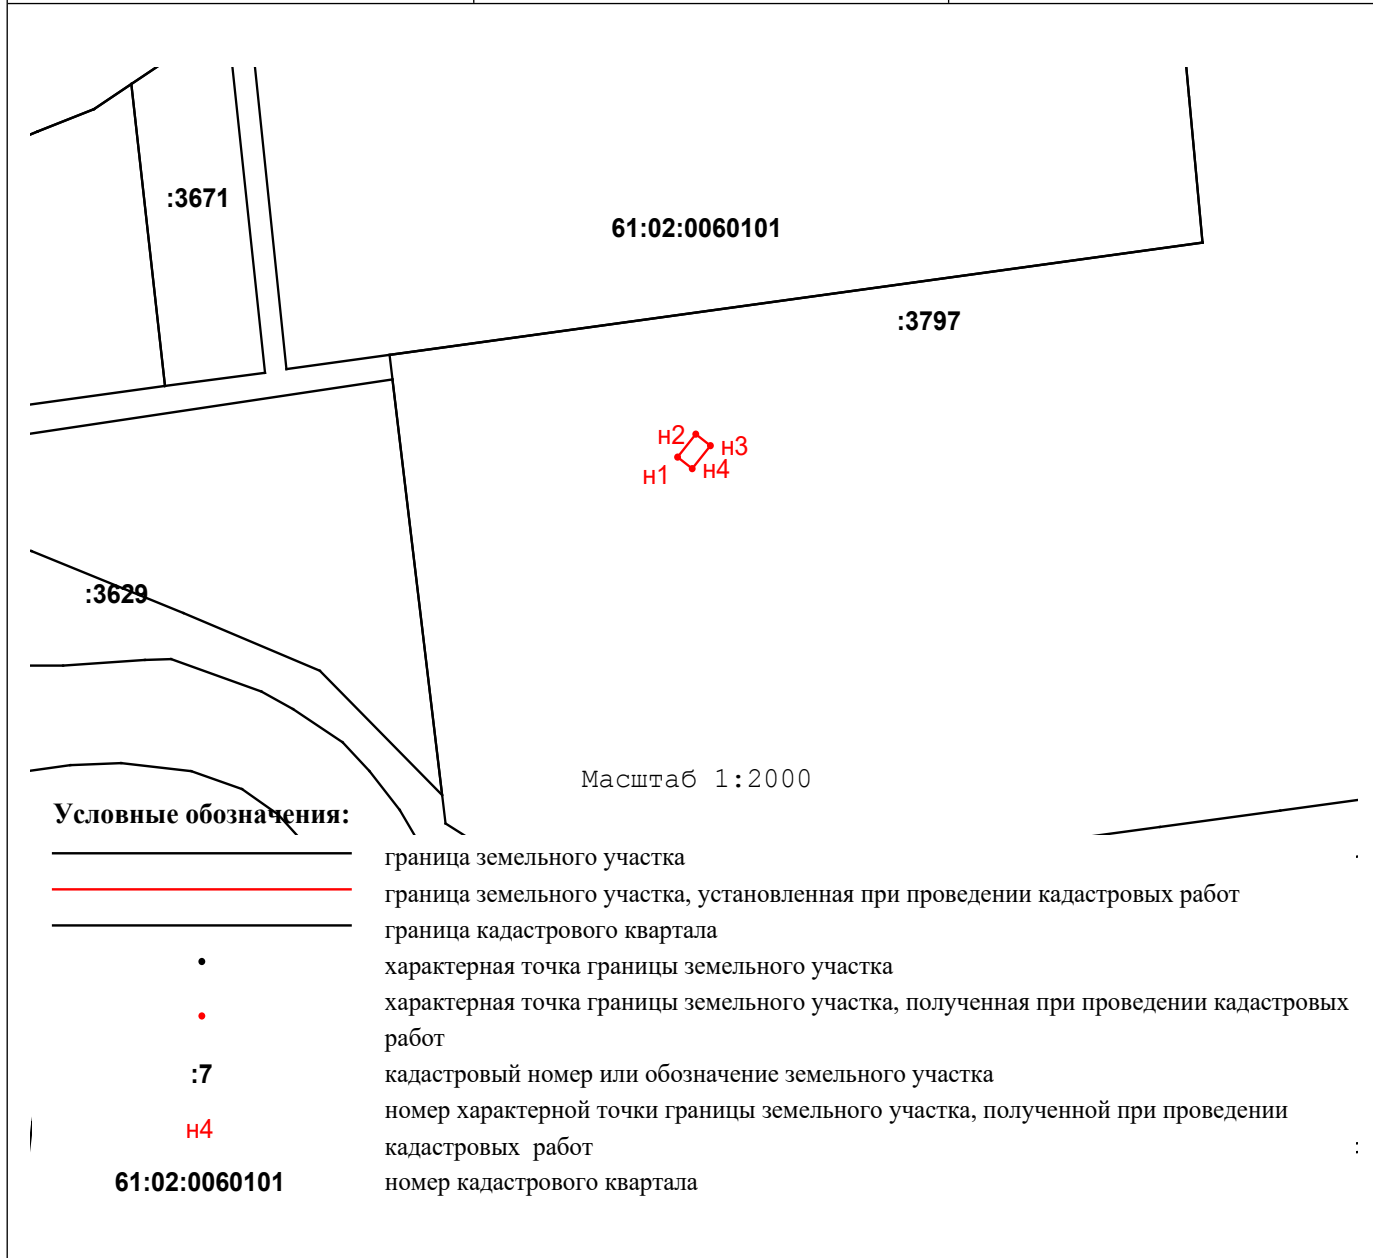 :3671
61:02:0060101
:3797
н2
н3
н1
н4
:3629
Масштаб 1:2000
Условные обозначения:
граница земельного участка
граница земельного участка, установленная при проведении кадастровых работ
граница кадастрового квартала
характерная точка границы земельного участка
характерная точка границы земельного участка, полученная при проведении кадастровых
работ
:7 кадастровый номер или обозначение земельного участка
номер характерной точки границы земельного участка, полученной при проведении
н4
кадастровых работ
61:02:0060101 номер кадастрового квартала